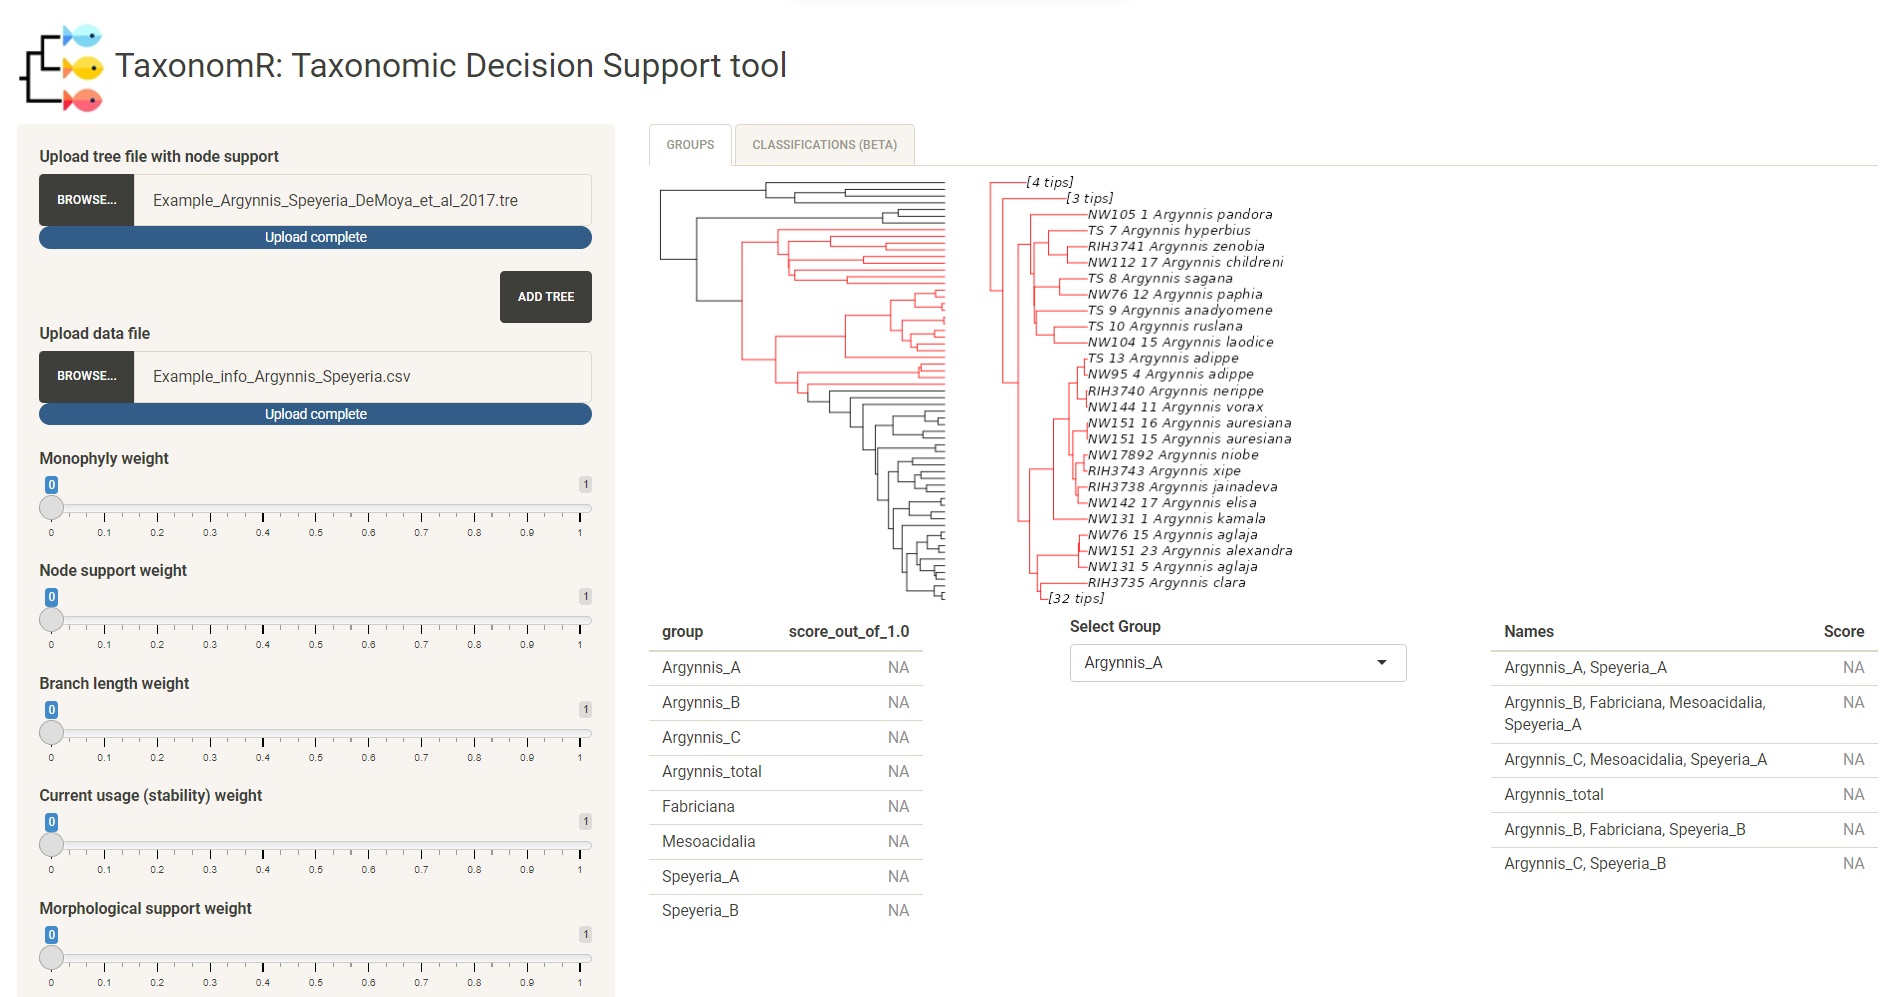 TaxonomR: Taxonomic Decision Support tool
Upload tree file with node support
BROWSE... Example_Argynnis_Speyeria_DeMoya_et_al_2017.tre
Upload complete
ADD TREE
Upload data file
BROWSE... Example_info_Argynnis_Speyeria.csv
Upload complete
Monophyly weight
0 1
0 0.1 0.2 0.3 0.4 0.5 0.6 0.7 0.8 0.9 1
Node support weight
0 1
0 0.1 0.2 0.3 0.4 0.5 0.6 0.7 0.8 0.9 1
Branch length weight
0 1
0 0.1 0.2 0.3 0.4 0.5 0.6 0.7 0.8 0.9 1
Current usage (stability) weight
0 1
0 0.1 0.2 0.3 0.4 0.5 0.6 0.7 0.8 0.9 1
Morphological support weight
0 1
0 0.1 0.2 0.3 0.4 0.5 0.6 0.7 0.8 0.9 1
GROUPS CLASSIFICATIONS (BETA)
[4 tips]
[3 tips]
NW105 1 Argynnis pandora
TS 7 Argynnis hyperbius
RIH3741 Argynnis zenobia
NW112 17 Argynnis childreni
TS 8 Argynnis sagana
NW76 12 Argynnis paphia
TS 9 Argynnis anadyomene
TS 10 Argynnis ruslana
NW104 15 Argynnis laodice
TS 13 Argynnis adippe
NW95 4 Argynnis adippe
RIH3740 Argynnis nerippe
NW144 11 Argynnis vorax
NW151 16 Argynnis auresiana
NW151 15 Argynnis auresiana
NW17892 Argynnis niobe
RIH3743 Argynnis xipe
RIH3738 Argynnis jainadeva
NW142 17 Argynnis elisa
NW131 1 Argynnis kamala
NW76 15 Argynnis aglaja
NW151 23 Argynnis alexandra
NW131 5 Argynnis aglaja
RIH3735 Argynnis clara
[32 tips]
group score_out_of_1.0
Argynnis_A NA
Argynnis_B NA
Argynnis_C NA
Argynnis_total NA
Fabriciana NA
Mesoacidalia NA
Speyeria_A NA
Speyeria_B NA
Select Group
Argynnis_A
Names Score
Argynnis_A, Speyeria_A NA
Argynnis_B, Fabriciana, Mesoacidalia, NA
Speyeria_A
Argynnis_C, Mesoacidalia, Speyeria_A NA
Argynnis_total NA
Argynnis_B, Fabriciana, Speyeria_B NA
Argynnis_C, Speyeria_B NA